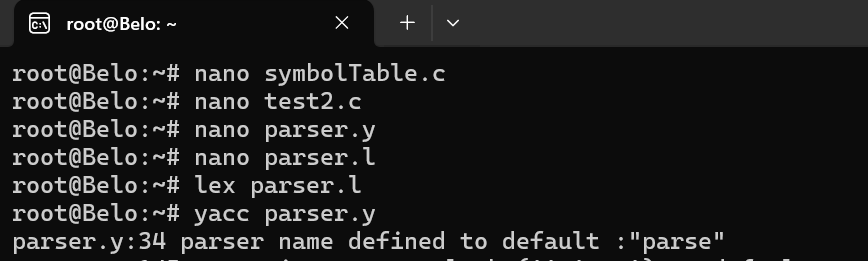 root@Belo: ~
root@Belo:~# nano symbolTable.c
root@Belo:~# nano test2.c
root@Belo:~# nano parser.y
root@Belo:~# nano parser.l
root@Belo:~# lex parser.l
root@Belo:~# yacc parser.y
parser.y:34 parser name defined to default :"parse"